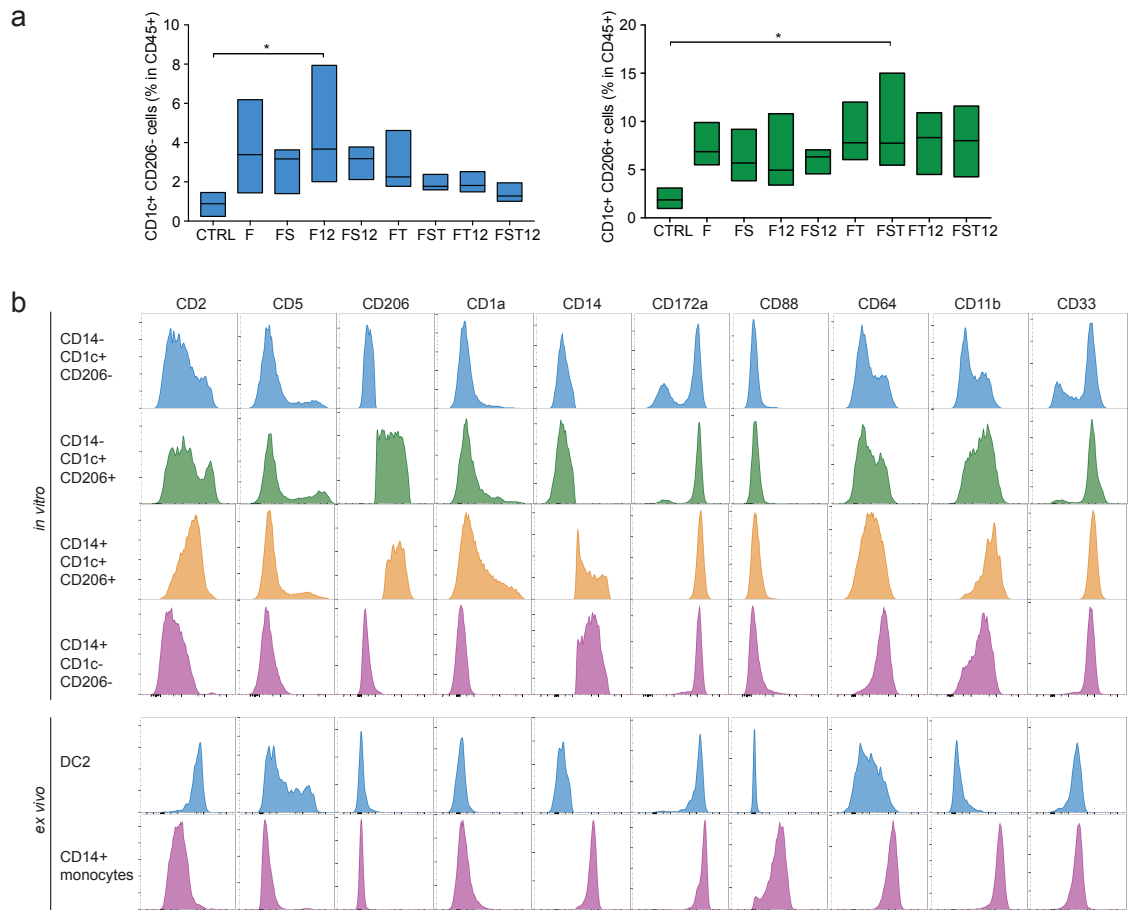 a
CD1c+ CD206- cells (% in CD45+)
10
8
6
4
2
0
*
CTRL F FS F12 FS12 FT FST FT12 FST12
CD1c+ CD206+ cells (% in CD45+)
20
15
10
5
0
*
CTRL F FS F12 FS12 FT FST FT12 FST12
b
CD2 CD5 CD206 CD1a CD14 CD172a CD88 CD64 CD11b CD33
in vitro
CD14-
CD1c+
CD206-
CD14-
CD1c+
CD206+
CD14+
CD1c+
CD206+
CD14+
CD1c-
CD206-
ex vivo
DC2
CD14+
monocytes